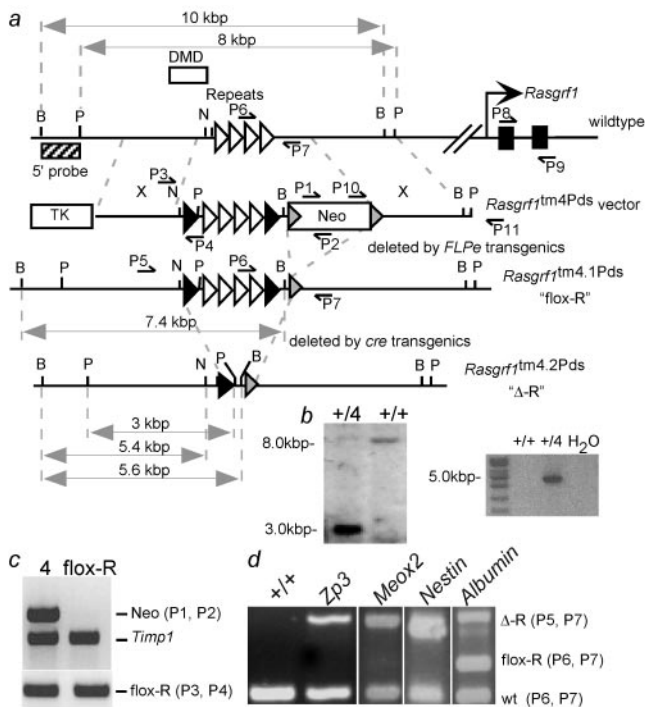 a
10 kbp
8 kbp
DMD
Repeats
P6
Rasgrf1
P8
B P N B P
wildtype
P7
P9
5' probe
P3
P1 P10
X N P B X B P
TK
Neo
Rasgrf1tm4Pds vector
P4
P2
P11
deleted by FLPe transgenics
P5
P6
B P N P B B P
Rasgrf1tm4.1Pds
"flox-R"
P7
7.4 kbp
deleted by cre transgenics
B P N P B B P
Rasgrf1tm4.2Pds
"Δ-R"
3 kbp
5.4 kbp
5.6 kbp
b
+/4 +/+
8.0kbp-
3.0kbp-
+/+ +/4 H2O
5.0kbp-
c
4 flox-R
Neo (P1, P2)
Timp1
flox-R (P3, P4)
d
+/+ Zp3 Meox2 Nestin Albumin
Δ-R (P5, P7)
flox-R (P6, P7)
wt (P6, P7)